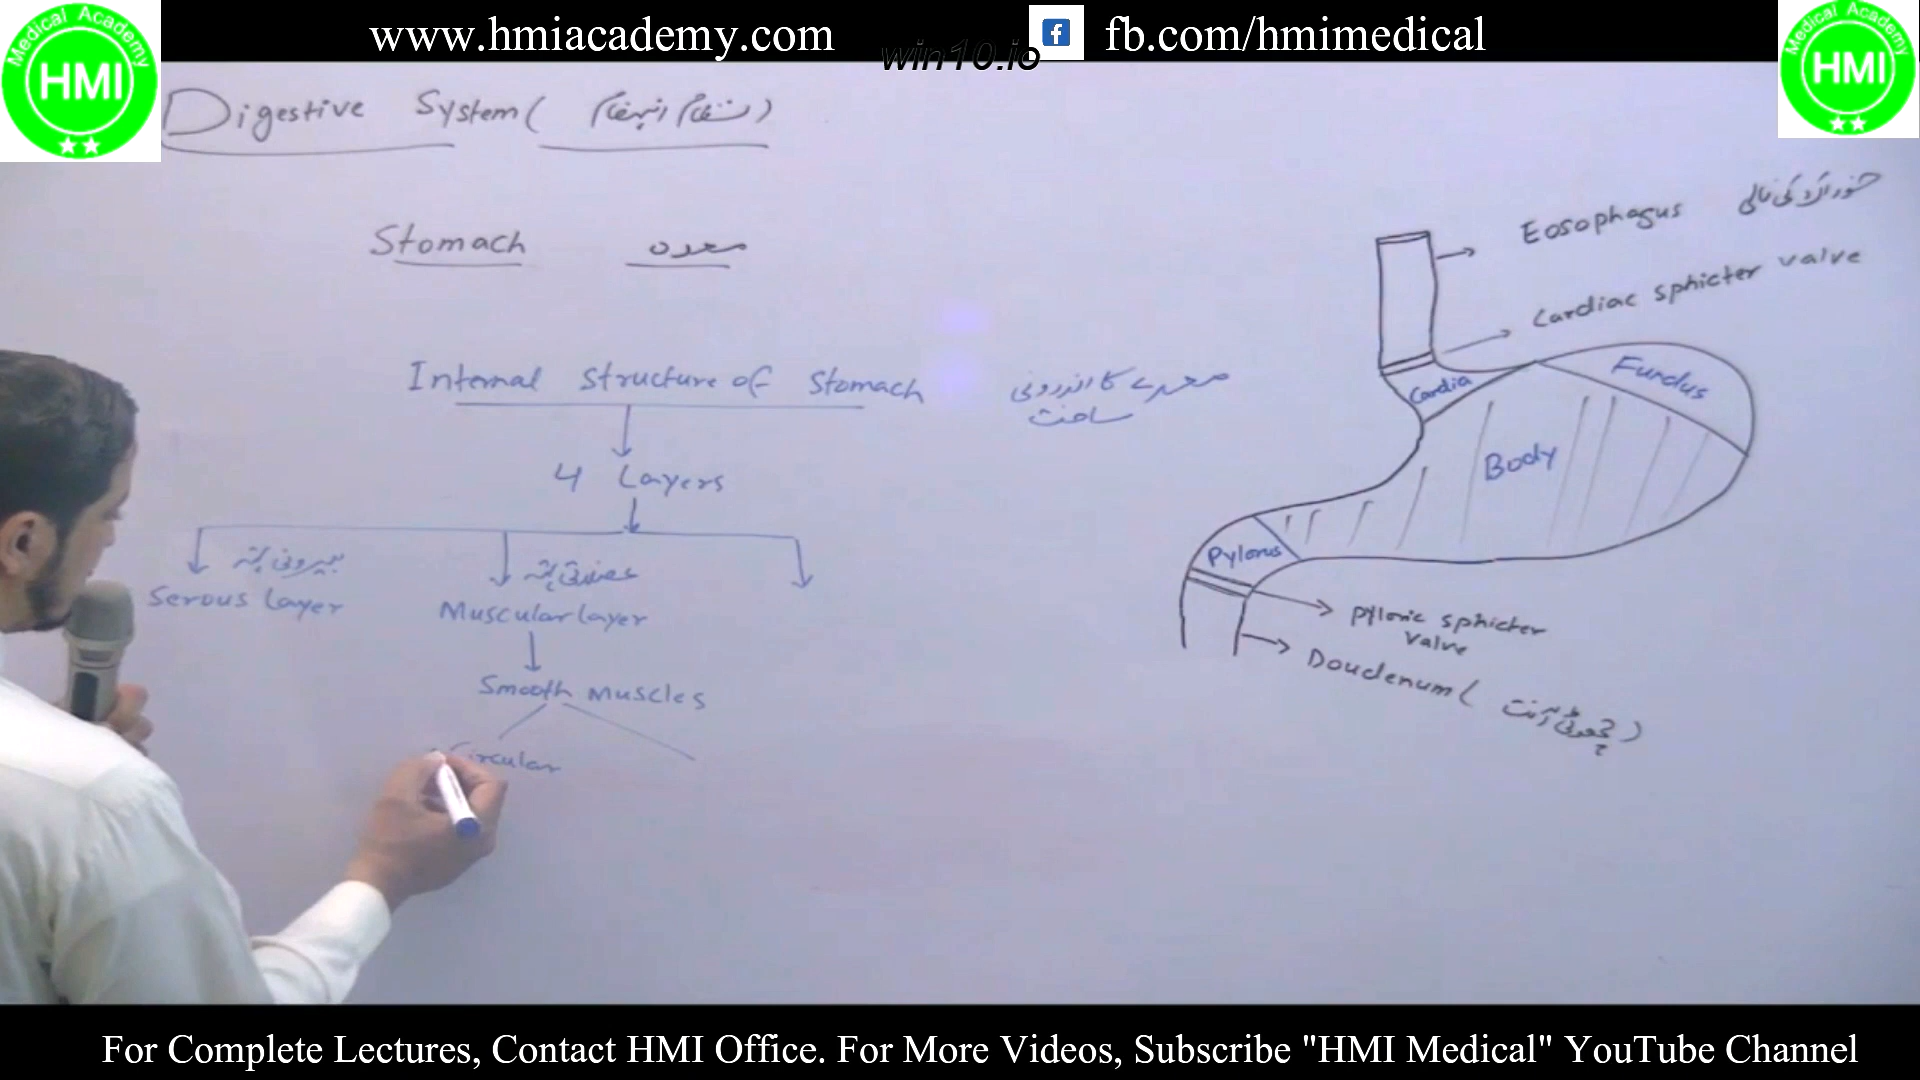 www.hmiacademy.com
fb.com/hmimedical
win10.io
Medical Academy
HMI
Medical Academy
HMI
Digestive System ( نظام انہضام )
Stomach معدہ
Internal Structure of Stomach معدے کا اندرونی
ساخت
4 Layers
بیرونی پرت
Serous Layer
عضلاتی پرت
Muscular layer
Smooth Muscles
Circular
Eosophagus خوراک کی نالی
Cardiac sphicter valve
Cardia
Fundus
Body
Pylorus
Pyloric sphicter
valve
Doudenum ( چھوٹی آنت )
For Complete Lectures, Contact HMI Office. For More Videos, Subscribe "HMI Medical" YouTube Channel